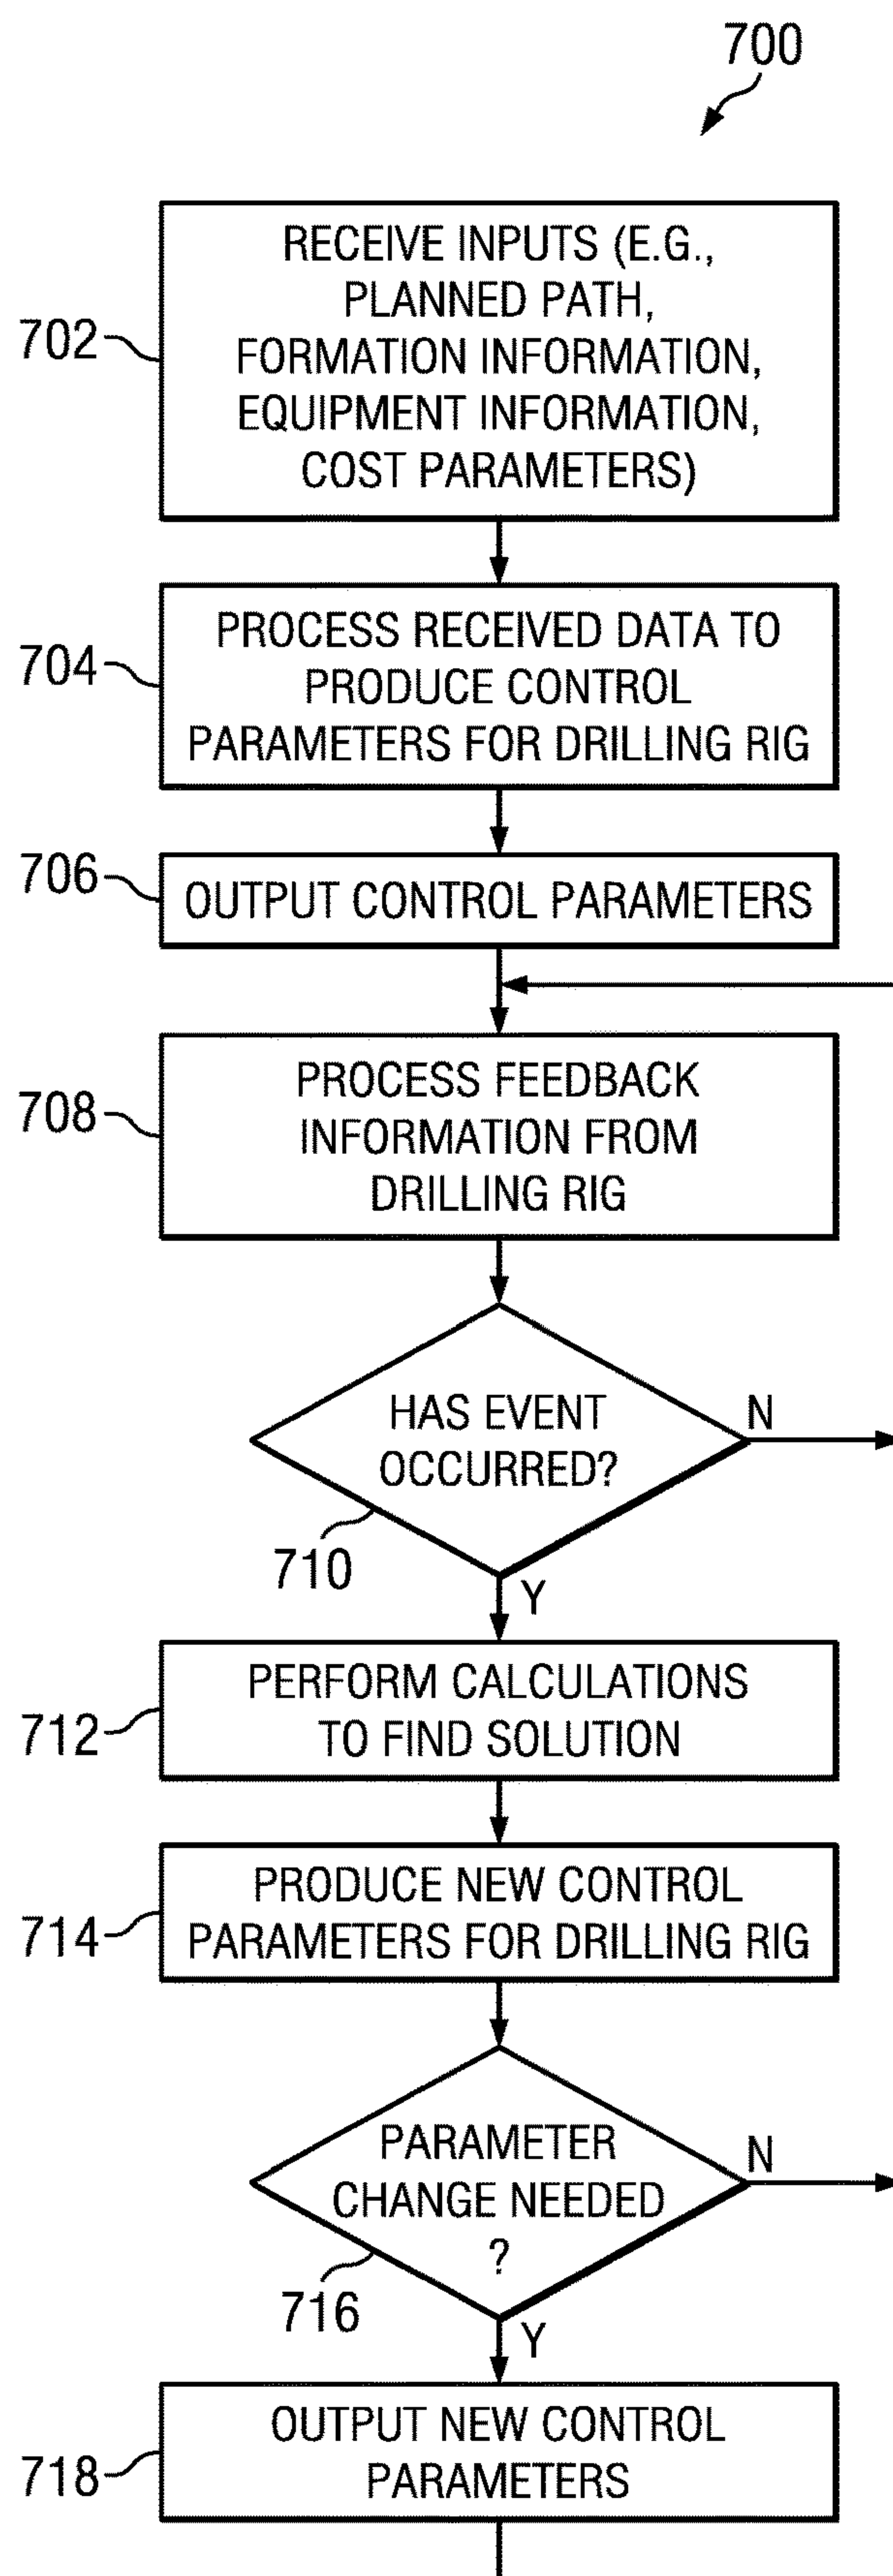 700
702
RECEIVE INPUTS (E.G.,
PLANNED PATH,
FORMATION INFORMATION,
EQUIPMENT INFORMATION,
COST PARAMETERS)
704
PROCESS RECEIVED DATA TO
PRODUCE CONTROL
PARAMETERS FOR DRILLING RIG
706
OUTPUT CONTROL PARAMETERS
708
PROCESS FEEDBACK
INFORMATION FROM
DRILLING RIG
HAS EVENT
OCCURRED?
N
710
Y
712
PERFORM CALCULATIONS
TO FIND SOLUTION
714
PRODUCE NEW CONTROL
PARAMETERS FOR DRILLING RIG
PARAMETER
CHANGE NEEDED
?
N
716
Y
718
OUTPUT NEW CONTROL
PARAMETERS